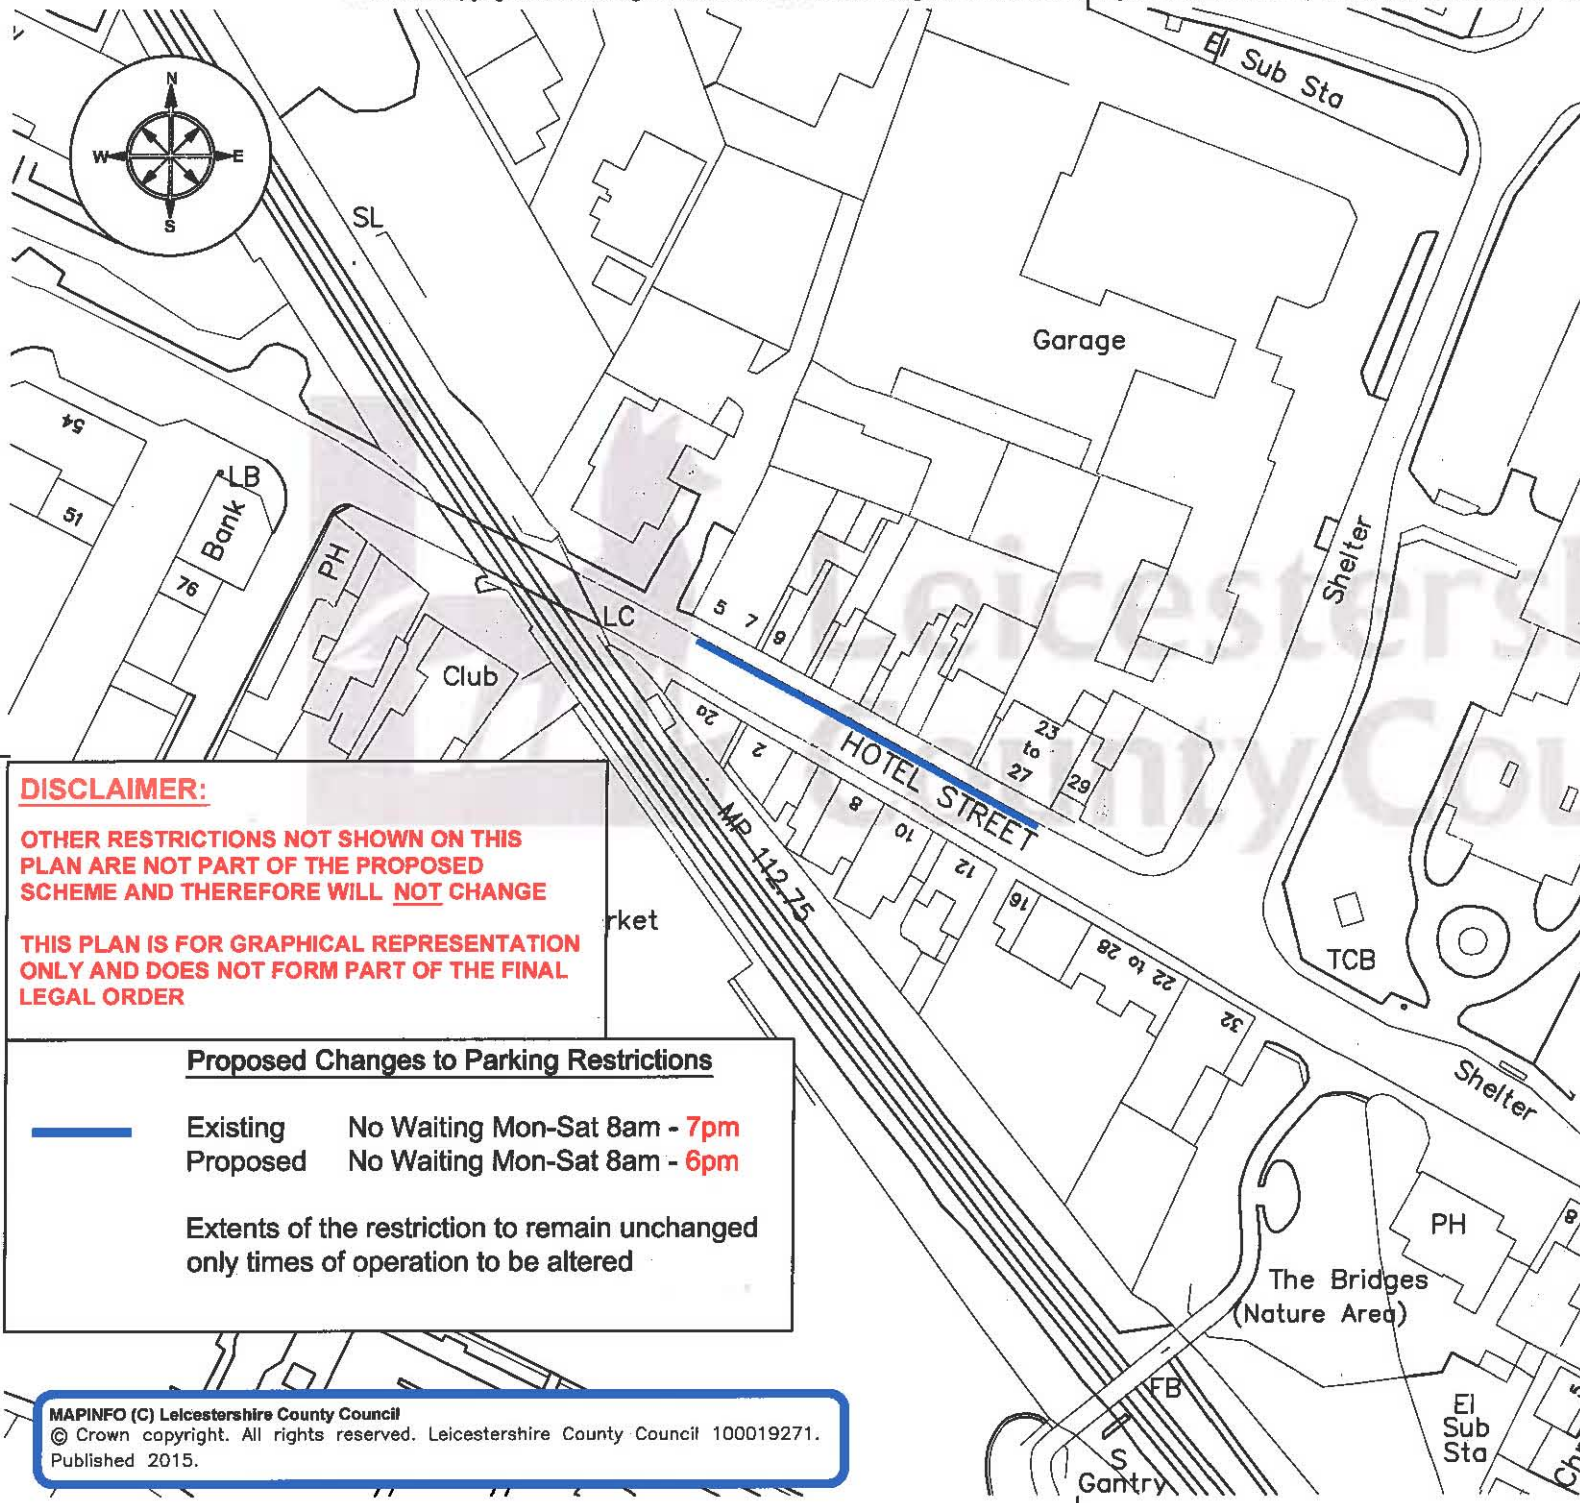 El Sub Sta
N
W
E
S
SL
Garage
54
51
LB
Bank
76
PH
Club
LC
5
7
9
Shelter
Leicestersh
County Cou
2a
2
HOTEL STREET
23
to
27
29
8
10
12
16
22 to 28
32
MP 112.75
rket
TCB
Shelter
DISCLAIMER:
OTHER RESTRICTIONS NOT SHOWN ON THIS
PLAN ARE NOT PART OF THE PROPOSED
SCHEME AND THEREFORE WILL NOT CHANGE
THIS PLAN IS FOR GRAPHICAL REPRESENTATION
ONLY AND DOES NOT FORM PART OF THE FINAL
LEGAL ORDER
Proposed Changes to Parking Restrictions
Existing No Waiting Mon-Sat 8am - 7pm
Proposed No Waiting Mon-Sat 8am - 6pm
Extents of the restriction to remain unchanged
only times of operation to be altered
PH
8
The Bridges
(Nature Area)
FB
El
Sub
Sta
5
Ch
S
Gantry
MAPINFO (C) Leicestershire County Council
© Crown copyright. All rights reserved. Leicestershire County Council 100019271.
Published 2015.